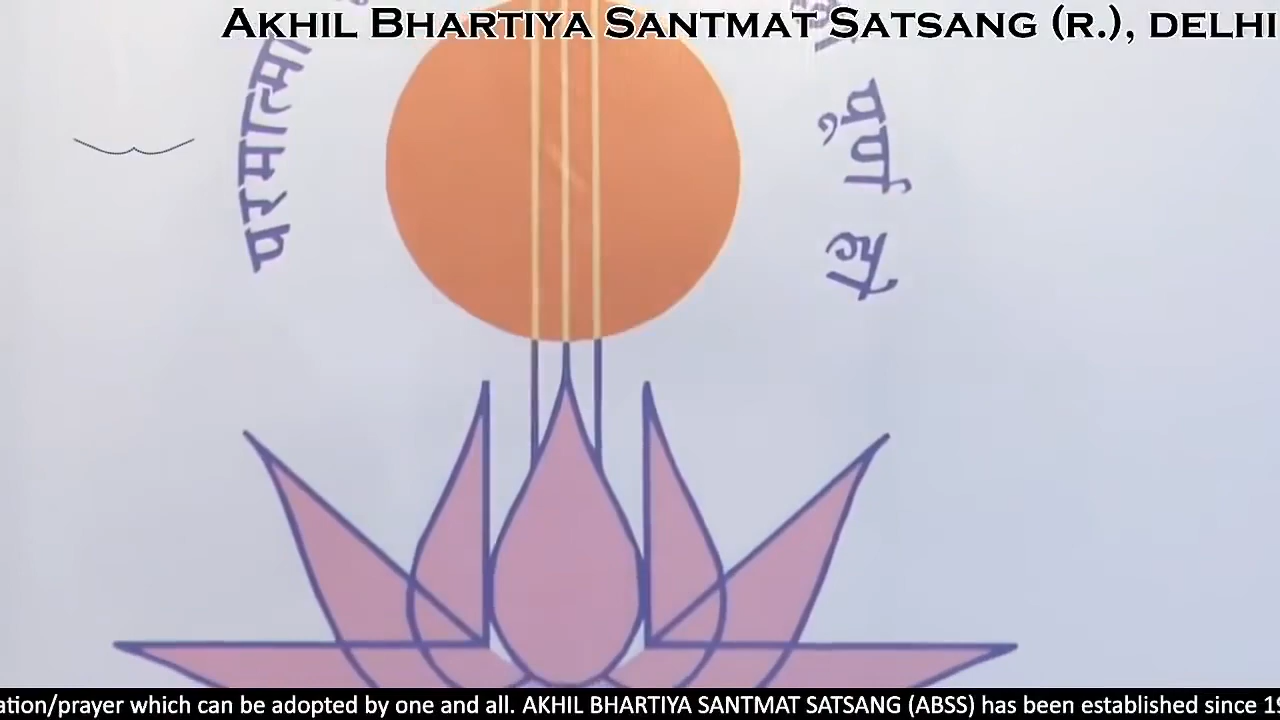 AKHIL BHARTIYA SANTMAT SATSANG (R.), DELHI
परमात्मा
पूर्ण हो
ation/prayer which can be adopted by one and all. AKHIL BHARTIYA SANTMAT SATSANG (ABSS) has been established since 19